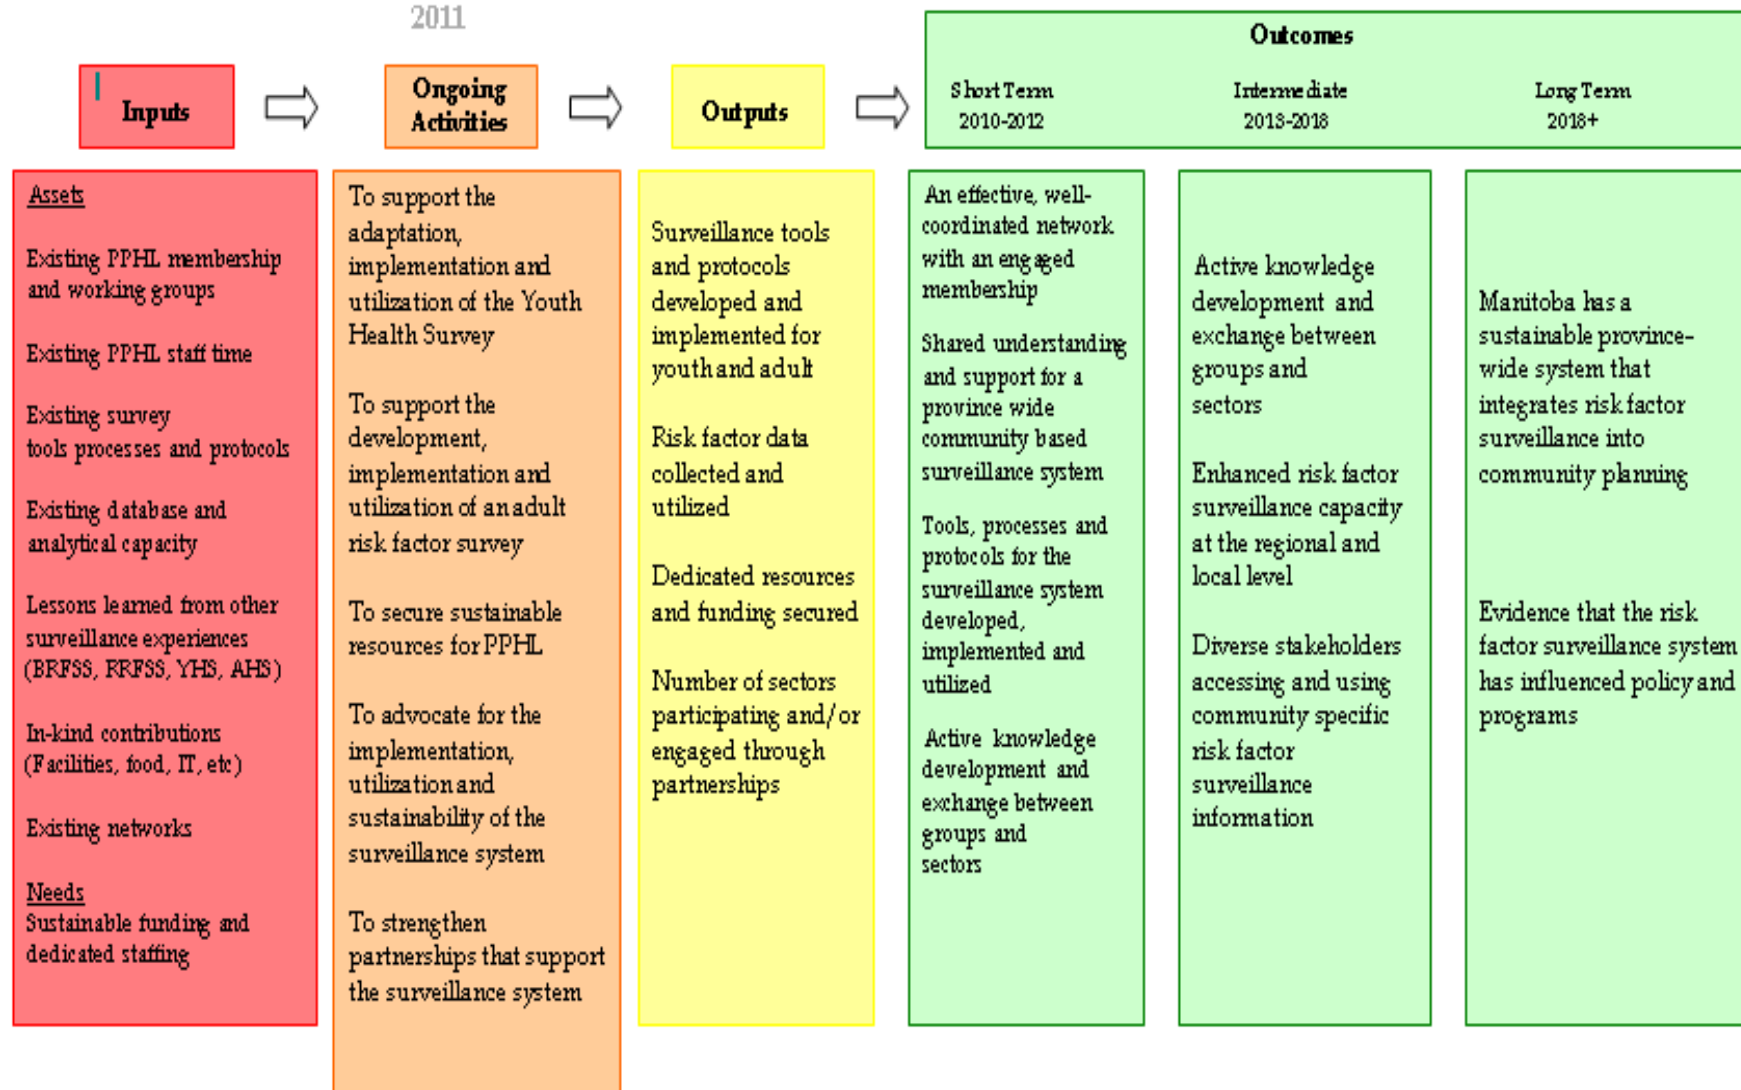 2011
Inputs
Ongoing
Activities
Outputs
Outcomes
Short Term
2010-2012
Intermediate
2013-2018
Long Term
2018+
Assets
Existing PPHL membership
and working groups
Existing PPHL staff time
Existing survey
tools processes and protocols
Existing database and
analytical capacity
Lessons learned from other
surveillance experiences
(BRFSS, RRFSS, YHS, AHS)
In-kind contributions
(Facilities, food, IT, etc)
Existing networks
Needs
Sustainable funding and
dedicated staffing
To support the
adaptation,
implementation and
utilization of the Youth
Health Survey
To support the
development,
implementation and
utilization of an adult
risk factor survey
To secure sustainable
resources for PPHL
To advocate for the
implementation,
utilization and
sustainability of the
surveillance system
To strengthen
partnerships that support
the surveillance system
Surveillance tools
and protocols
developed and
implemented for
youth and adult
Risk factor data
collected and
utilized
Dedicated resources
and funding secured
Number of sectors
participating and/or
engaged through
partnerships
An effective, well-
coordinated network
with an engaged
membership
Shared understanding
and support for a
province wide
community based
surveillance system
Tools, processes and
protocols for the
surveillance system
developed,
implemented and
utilized
Active knowledge
development and
exchange between
groups and
sectors
Active knowledge
development and
exchange between
groups and
sectors
Enhanced risk factor
surveillance capacity
at the regional and
local level
Diverse stakeholders
accessing and using
community specific
risk factor
surveillance
information
Manitoba has a
sustainable province-
wide system that
integrates risk factor
surveillance into
community planning
Evidence that the risk
factor surveillance system
has influenced policy and
programs